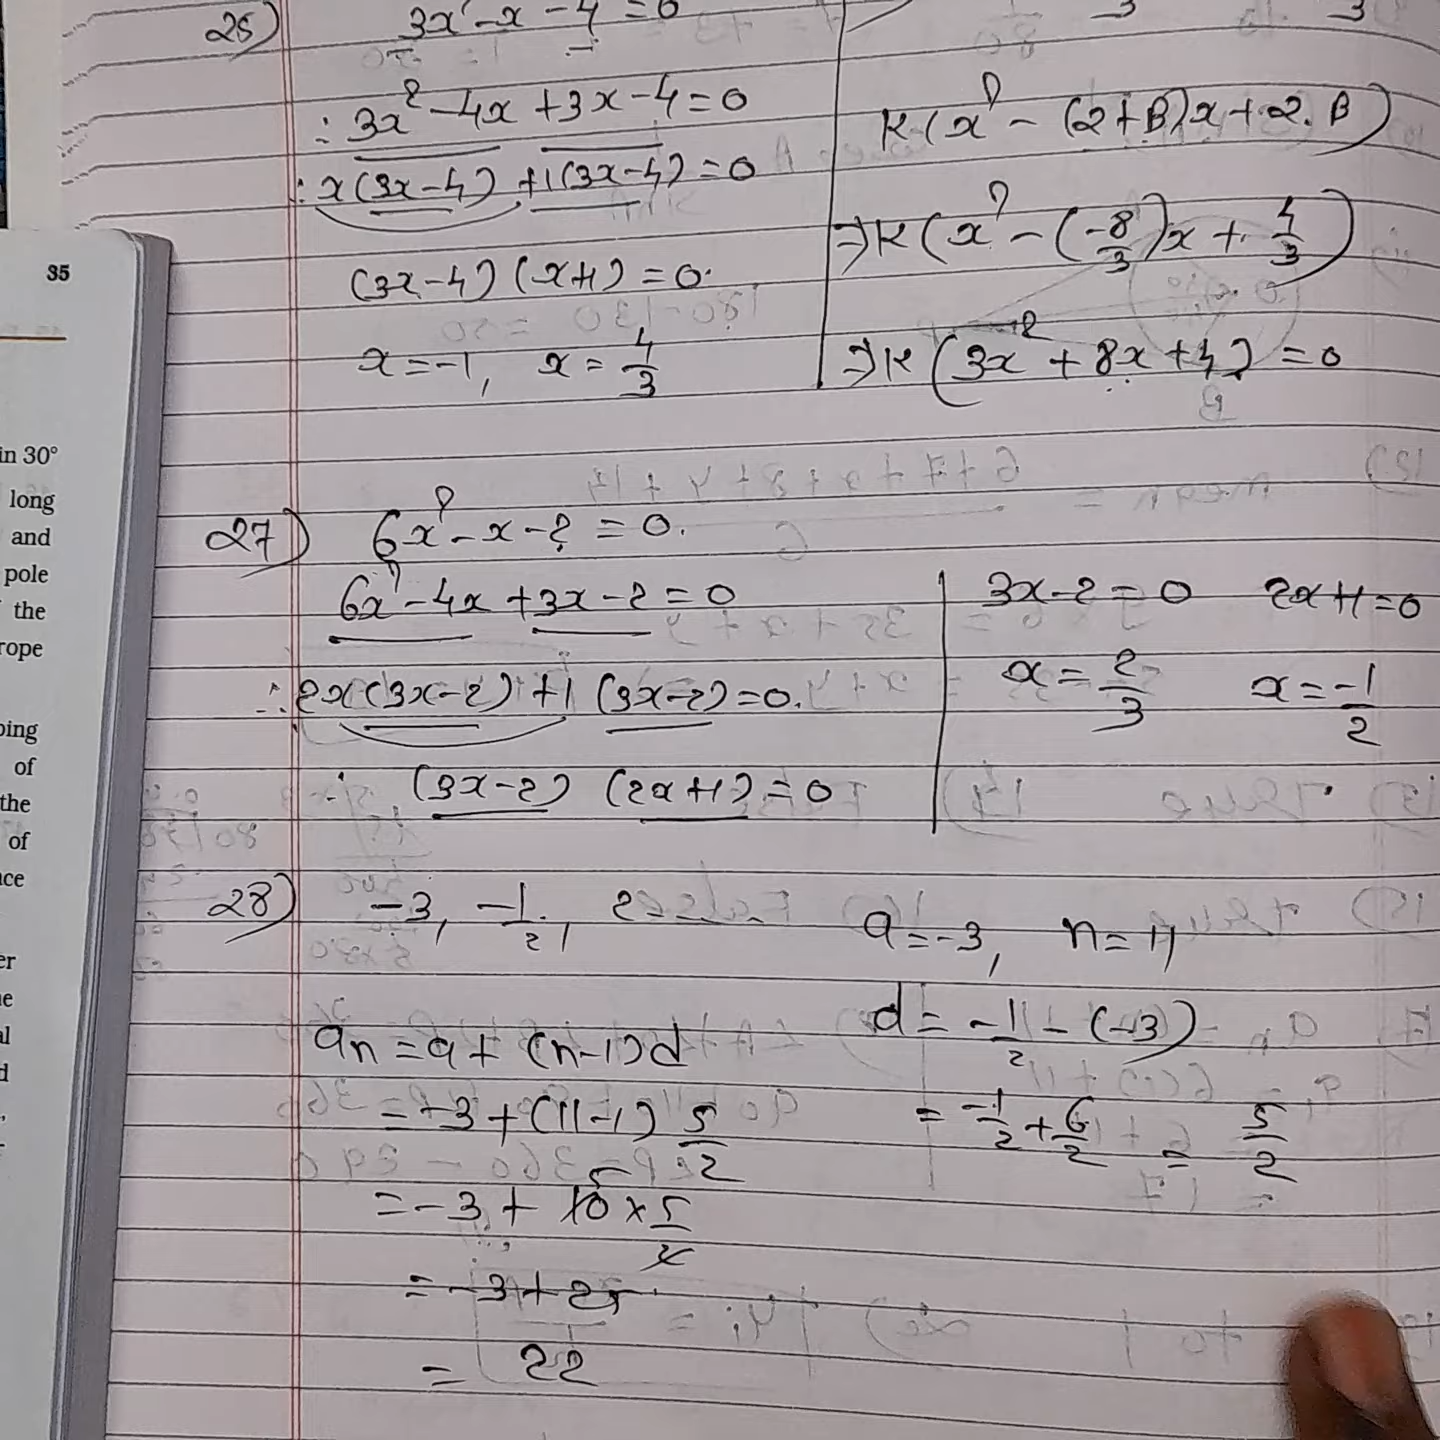 25) 3x² - x - 4 = 0
∴ 3x² - 4x + 3x - 4 = 0
∴ x(3x-4) + 1(3x-4) = 0
(3x-4) (x+1) = 0.
x = -1, x = 4/3
K(x² - (2+B)x + 2.B)
⇒ K(x² - (-8/3)x + 4/3)
⇒ K(3x² + 8x + 4) = 0
27) 6x² - x - 2 = 0.
6x² - 4x + 3x - 2 = 0
∴ 2x(3x-2) + 1 (3x-2) = 0.
∴ (3x-2) (2x+1) = 0
3x-2 = 0 2x+1 = 0
x = 2/3 x = -1/2
28) -3, -1/2, 2
a = -3, n = 11
d = -1/2 - (-3)
= -1/2 + 6/2 = 5/2
an = a + (n-1)d
= -3 + (11-1) 5/2
= -3 + 10 × 5/2
5
= -3 + 25
= 22
35
in 30°
long
and
pole
the
rope
of
the
of